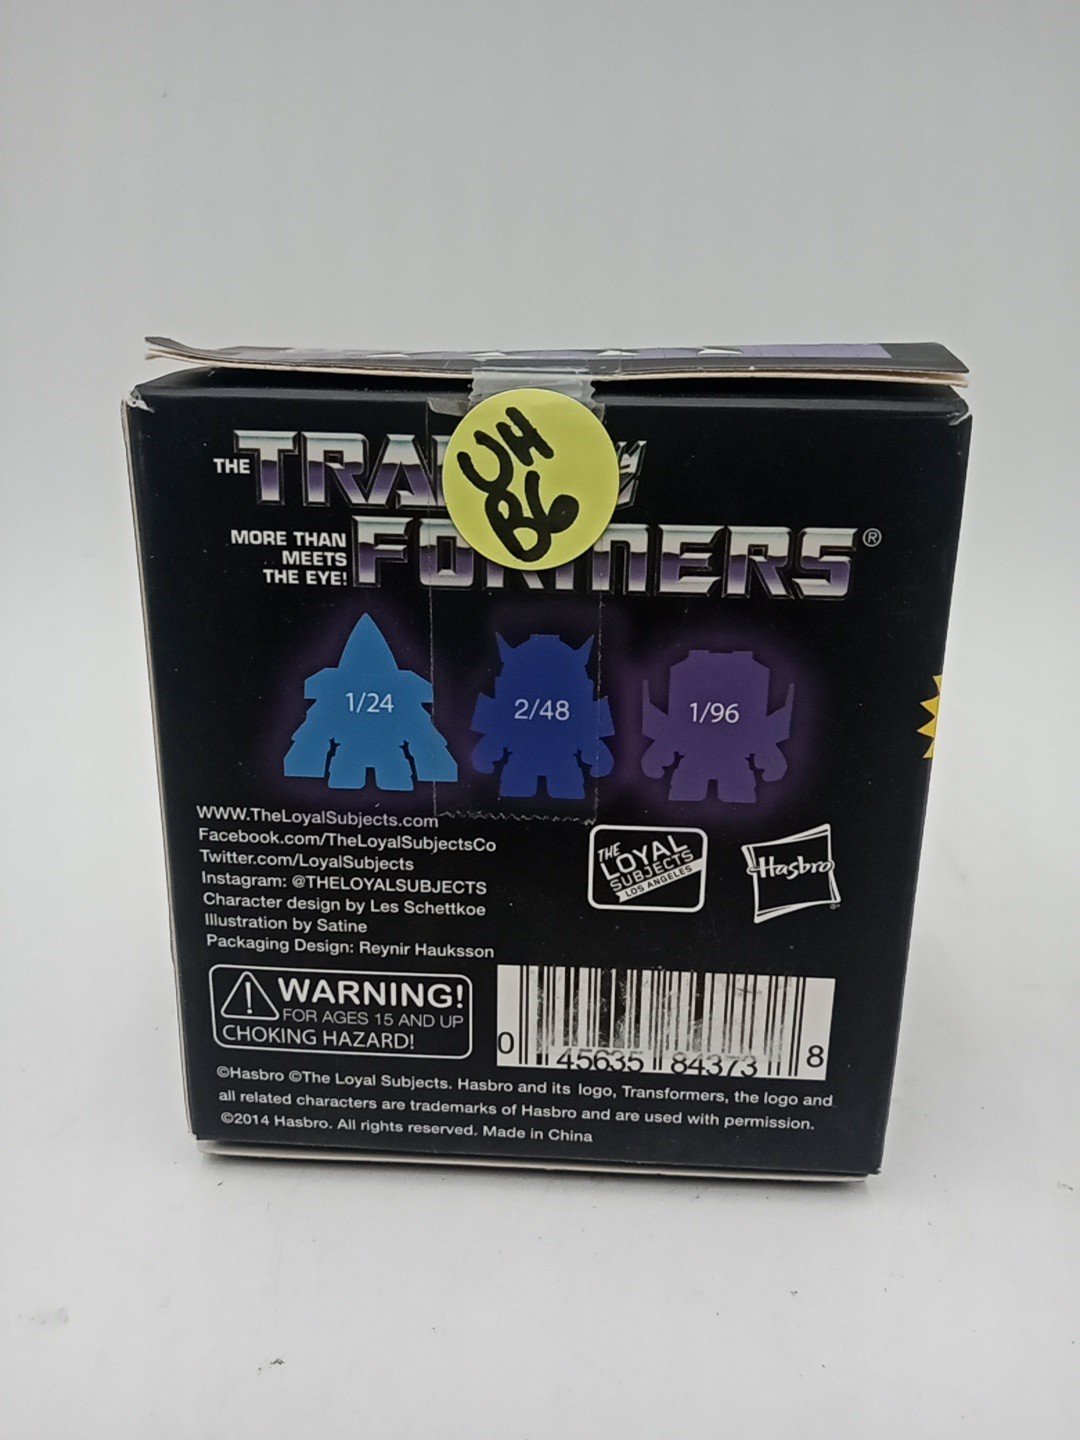 UH
B6
THE TRA
MORE THAN
MEETS
THE EYE!
FORMERS®
1/24
2/48
1/96
WWW.TheLoyalSubjects.com
Facebook.com/TheLoyalSubjectsCo
Twitter.com/LoyalSubjects
Instagram: @THELOYALSUBJECTS
Character design by Les Schettkoe
Illustration by Satine
Packaging Design: Reynir Hauksson
THE
LOYAL
SUBJECTS
LOS ANGELES
Hasbro
WARNING!
FOR AGES 15 AND UP
CHOKING HAZARD!
0 45635 84373 8
©Hasbro ©The Loyal Subjects. Hasbro and its logo, Transformers, the logo and
all related characters are trademarks of Hasbro and are used with permission.
©2014 Hasbro. All rights reserved. Made in China